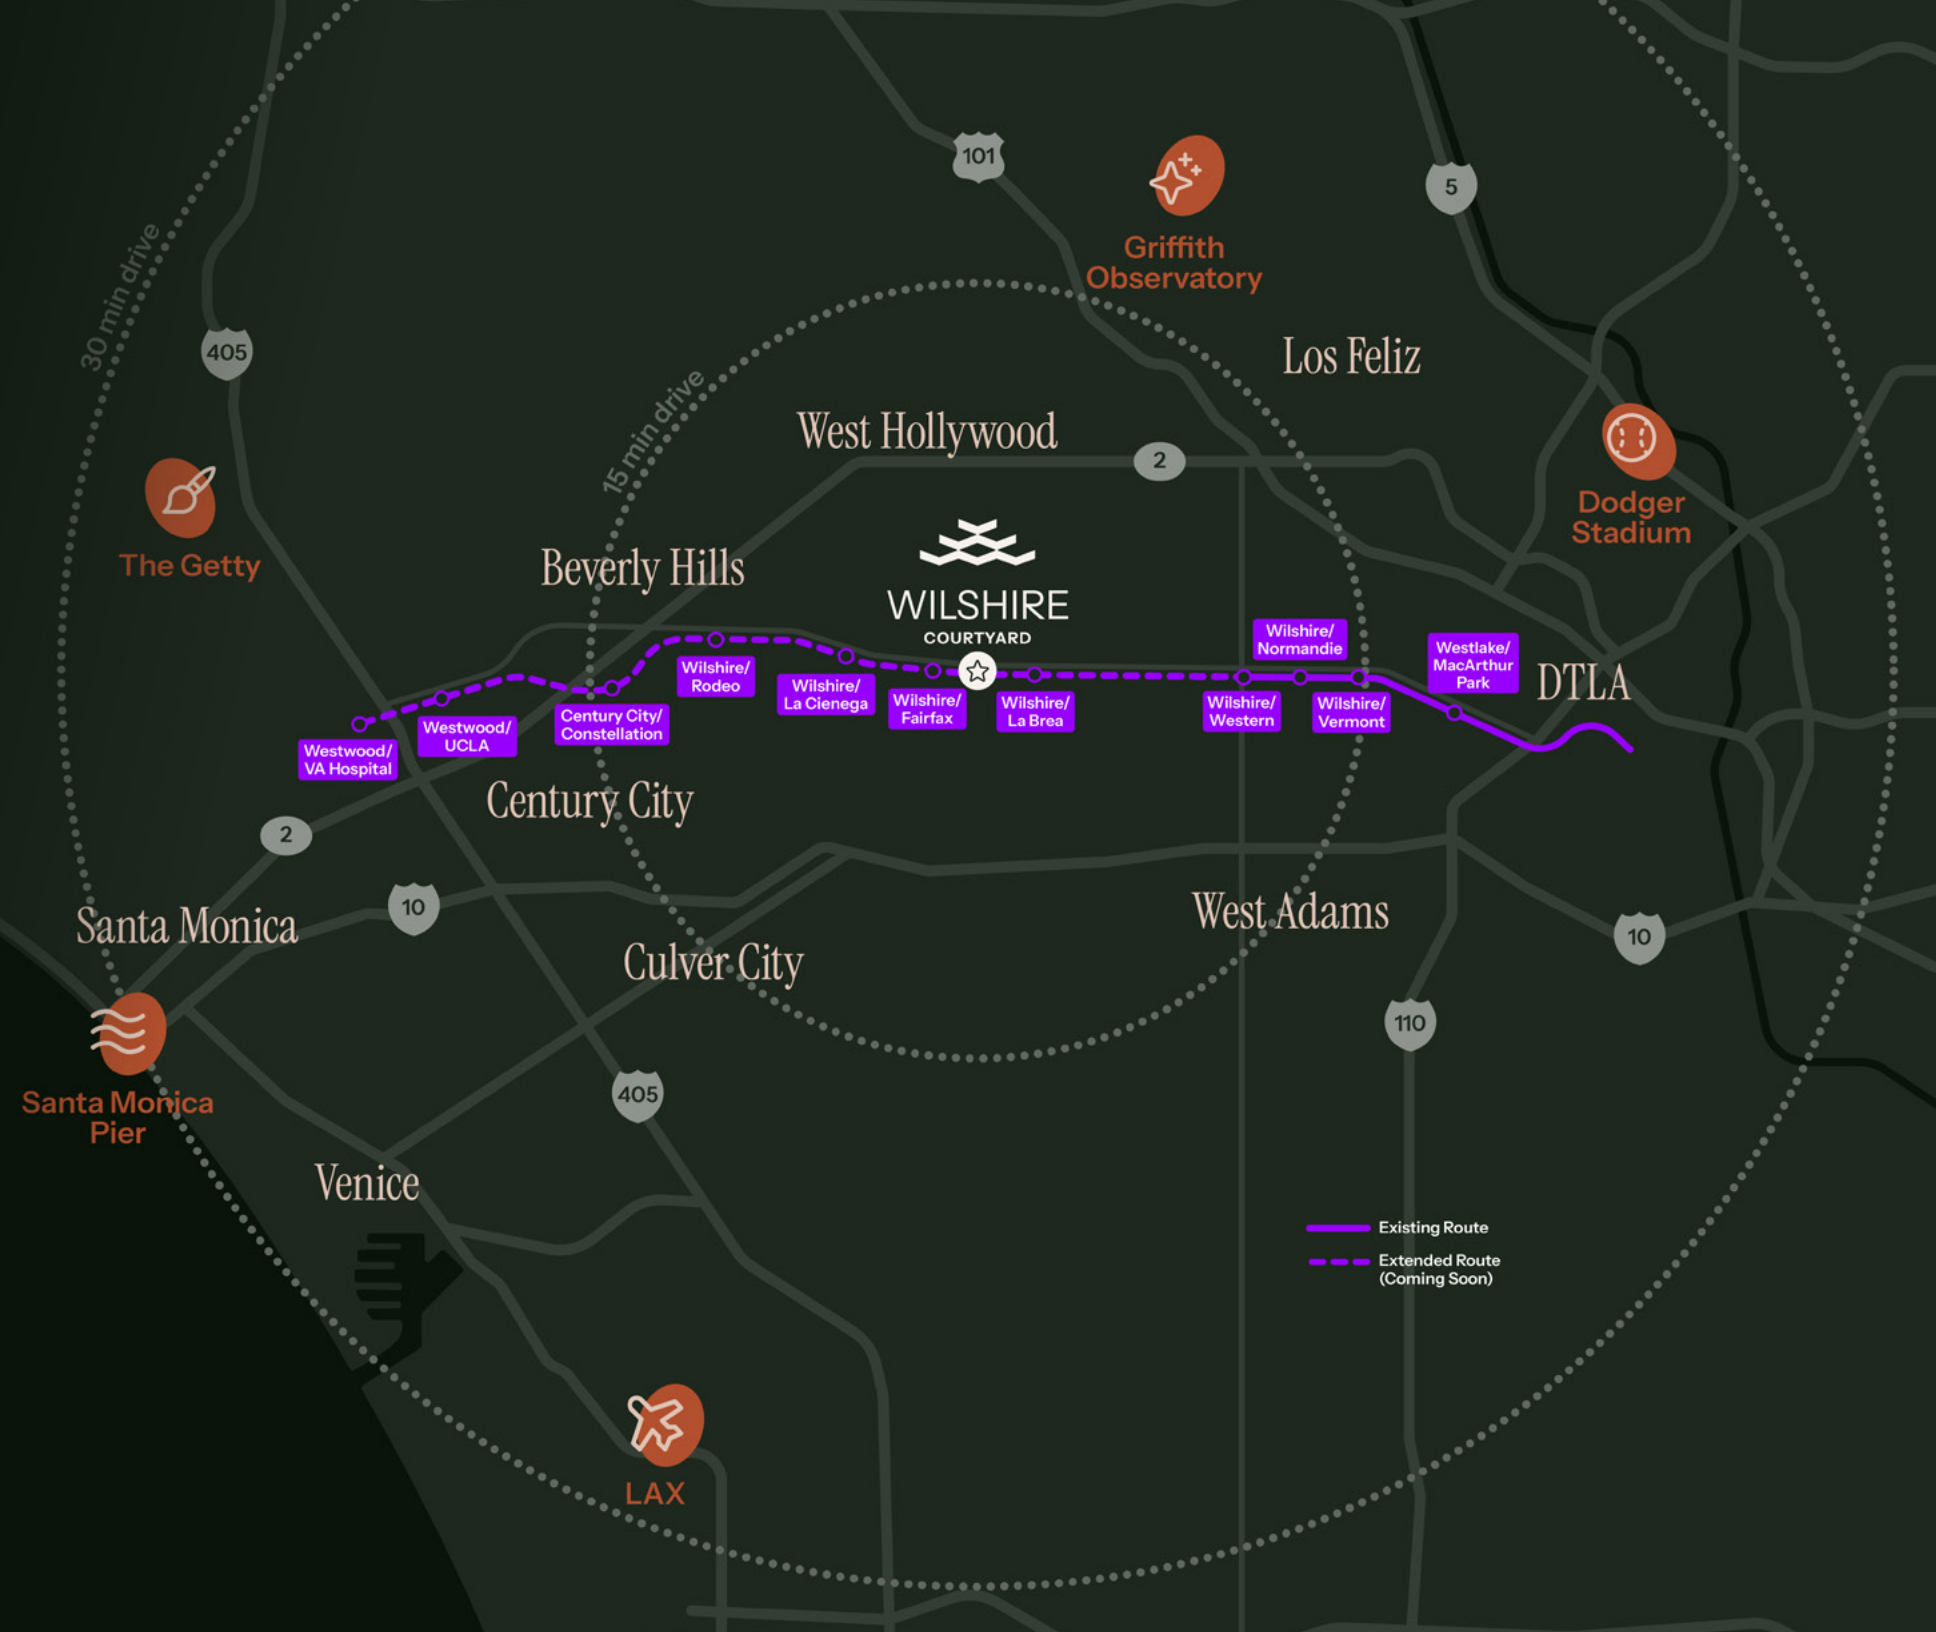 101
5
Griffith
Observatory
30 min drive
405
Los Feliz
15 min drive
West Hollywood
2
Dodger
Stadium
The Getty
Beverly Hills
WILSHIRE
COURTYARD
Wilshire/
Normandie
Westlake/
MacArthur
Park
DTLA
Wilshire/
Rodeo
Wilshire/
La Cienega
Wilshire/
Fairfax
Wilshire/
La Brea
Wilshire/
Western
Wilshire/
Vermont
Century City/
Constellation
Westwood/
UCLA
Westwood/
VA Hospital
Century City
2
10
Santa Monica
West Adams
10
Culver City
110
405
Santa Monica
Pier
Venice
Existing Route
Extended Route
(Coming Soon)
LAX